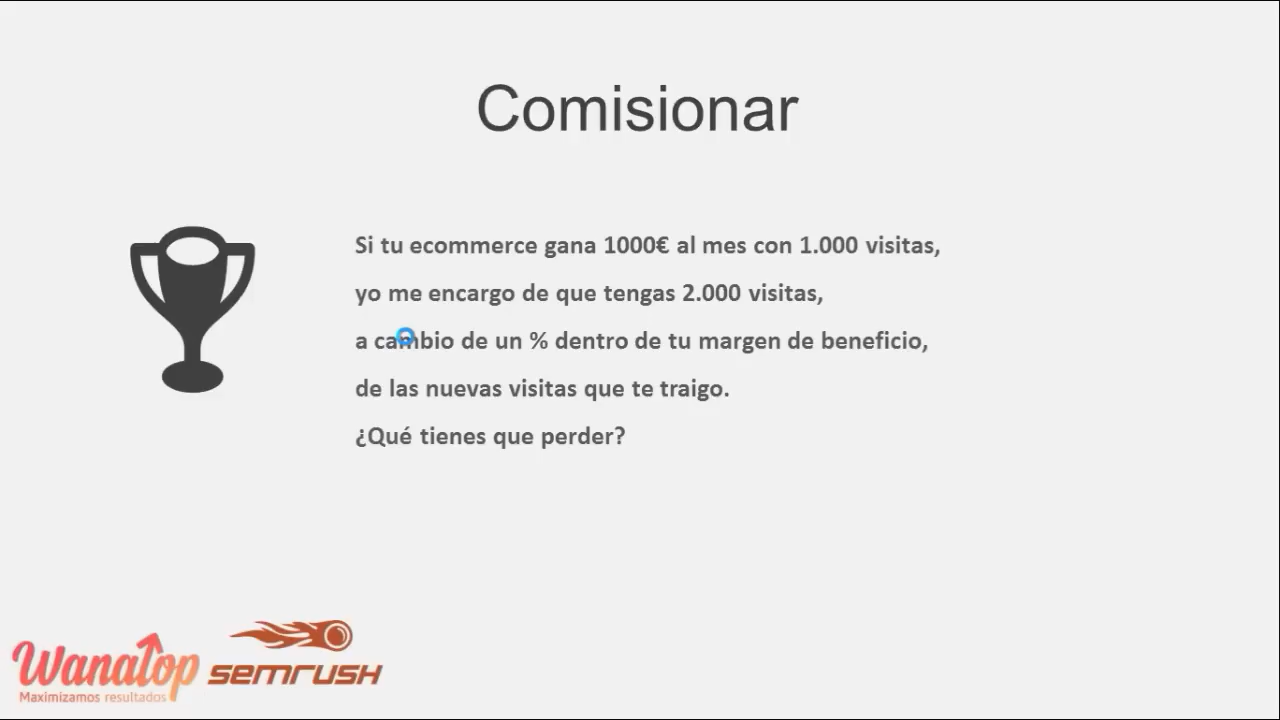 Comisionar
Si tu ecommerce gana 1000€ al mes con 1.000 visitas,
yo me encargo de que tengas 2.000 visitas,
a cambio de un % dentro de tu margen de beneficio,
de las nuevas visitas que te traigo.
¿Qué tienes que perder?
Wanatop
Maximizamos resultados
semrush